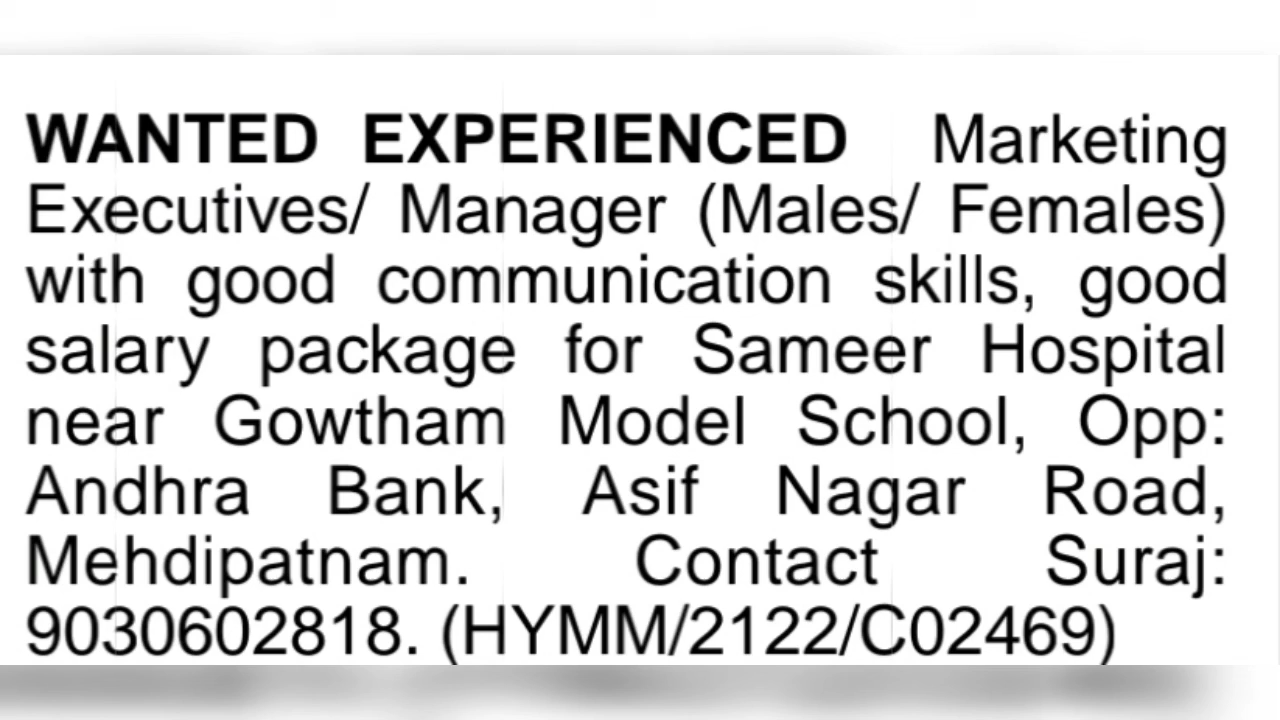 WANTED EXPERIENCED Marketing
Executives/ Manager (Males/ Females)
with good communication skills, good
salary package for Sameer Hospital
near Gowtham Model School, Opp:
Andhra Bank, Asif Nagar Road,
Mehdipatnam. Contact Suraj:
9030602818. (HYMM/2122/C02469)